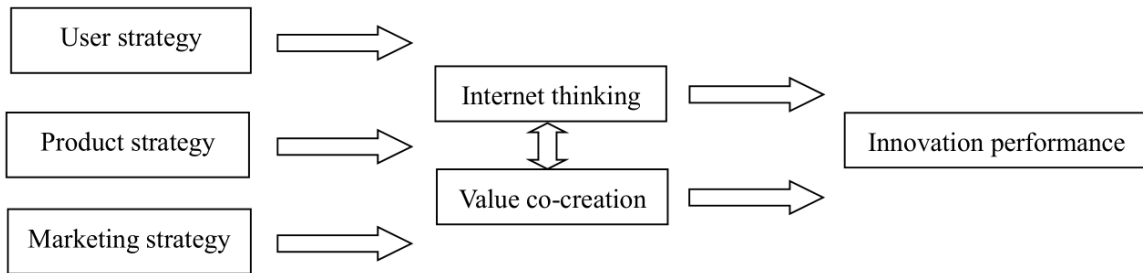 User strategy
Internet thinking
Product strategy
Innovation performance
Value co-creation
Marketing strategy